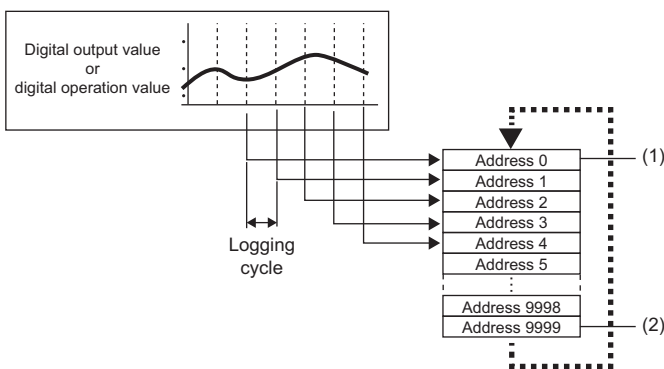 Digital output value
or
digital operation value
Logging
cycle
Address 0
Address 1
Address 2
Address 3
Address 4
Address 5
Address 9998
Address 9999
(1)
(2)